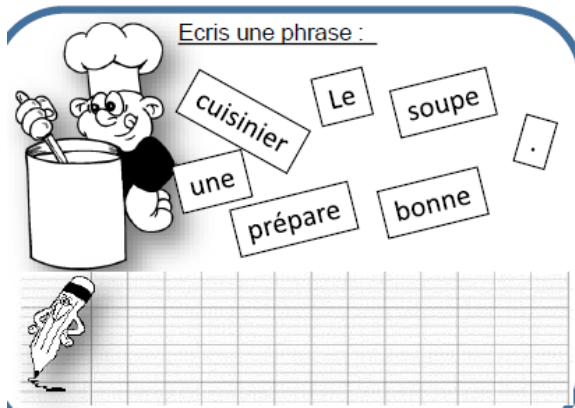 Ecris une phrase :
cuisinier
Le
soupe
.
une
prépare
bonne